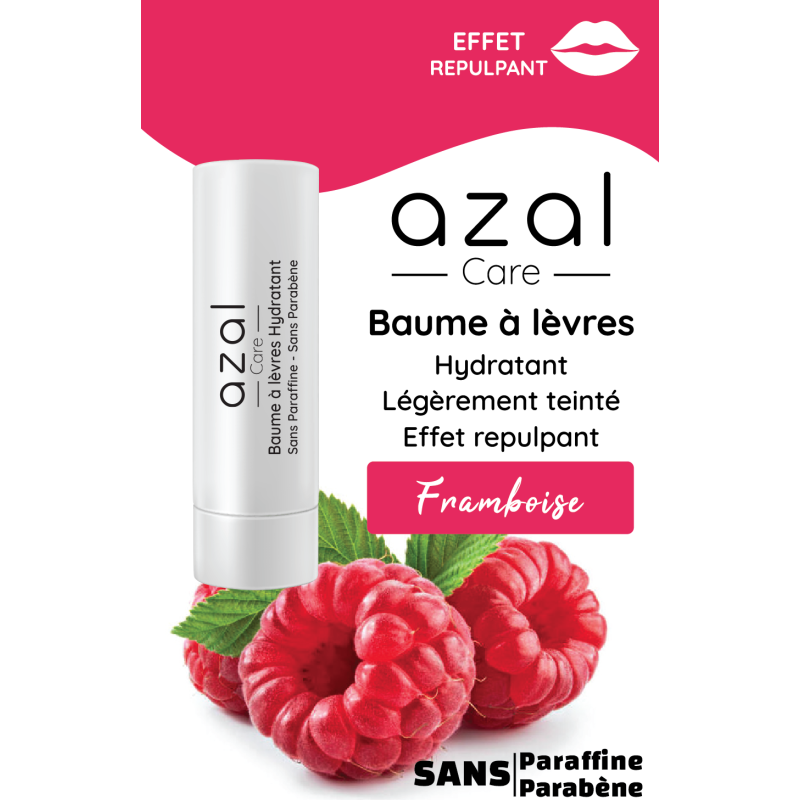 EFFET
REPULPANT
azal
Care
Baume à lèvres
Hydratant
Légèrement teinté
Effet repulpant
Framboise
azal
Care
Baume à lèvres Hydratant
Sans Paraffine - Sans Parabène
SANS
Paraffine
Parabène